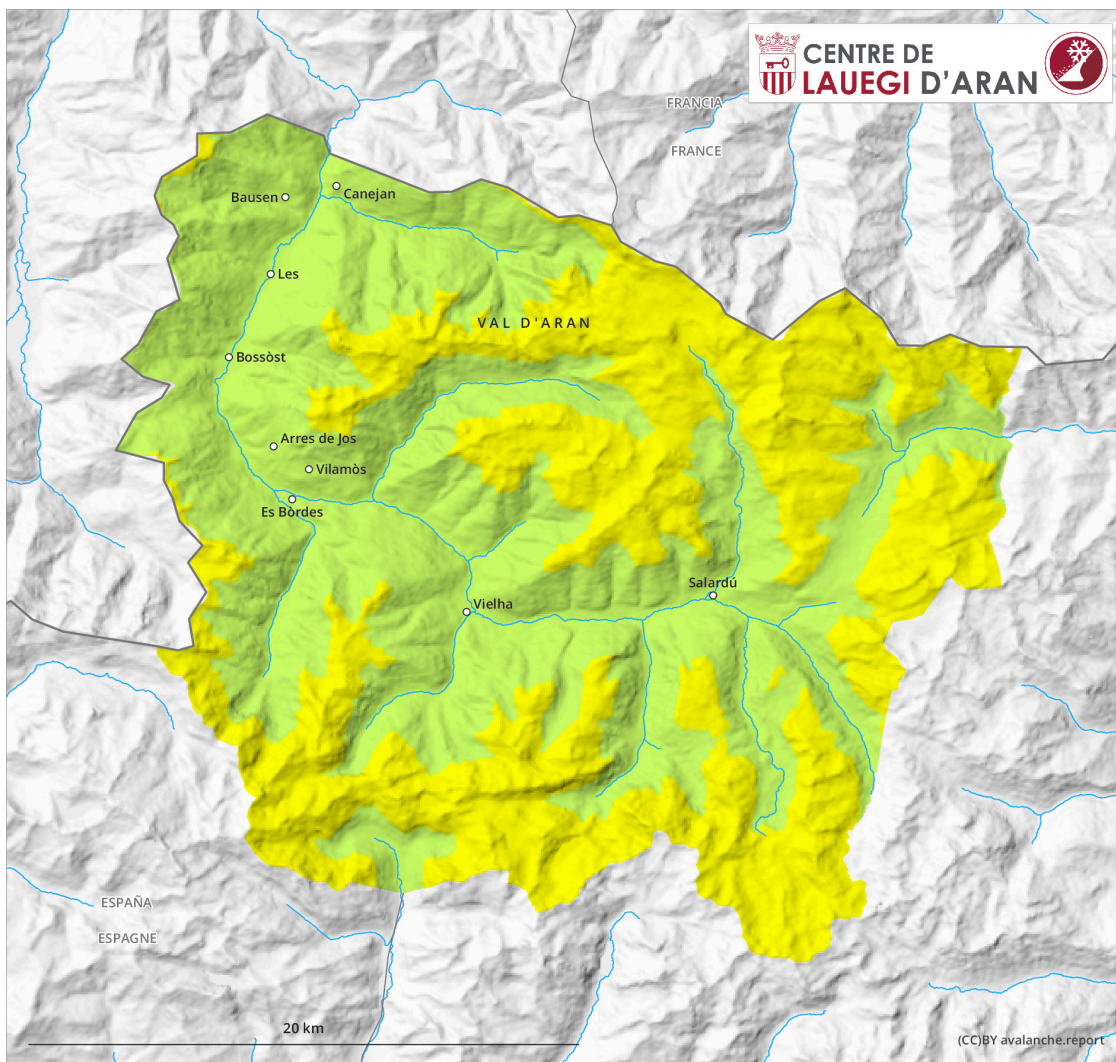 CENTRE DE
LAUEGI D'ARAN
FRANCIA
FRANCE
Bausen
Canejan
Les
VAL D'ARAN
Bossòst
Arres de Jos
Vilamòs
Es Bòrdes
Salardú
Vielha
ESPAÑA
ESPAGNE
20 km
(CC)BY avalanche.report